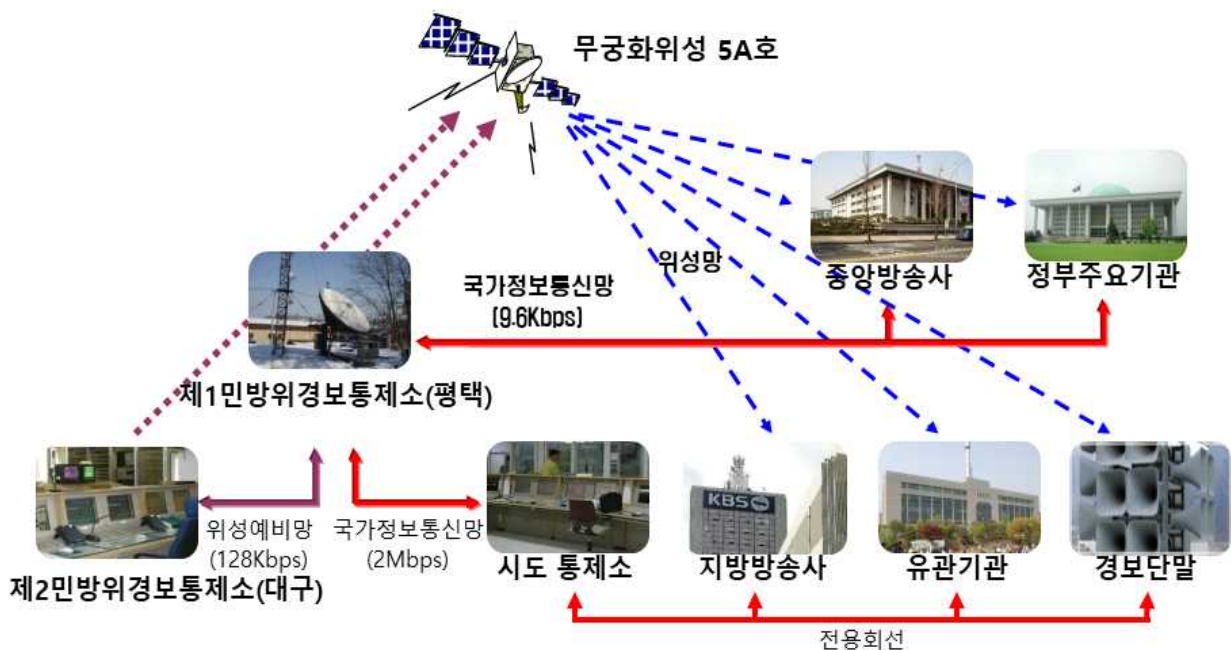 무궁화위성 5A호
위성망
중앙방송사
정부주요기관
국가정보통신망
(9.6Kbps)
제1민방위경보통제소(평택)
KBS
위성예비망
(128Kbps)
국가정보통신망
(2Mbps)
제2민방위경보통제소(대구)
시도 통제소
지방방송사
유관기관
경보단말
전용회선